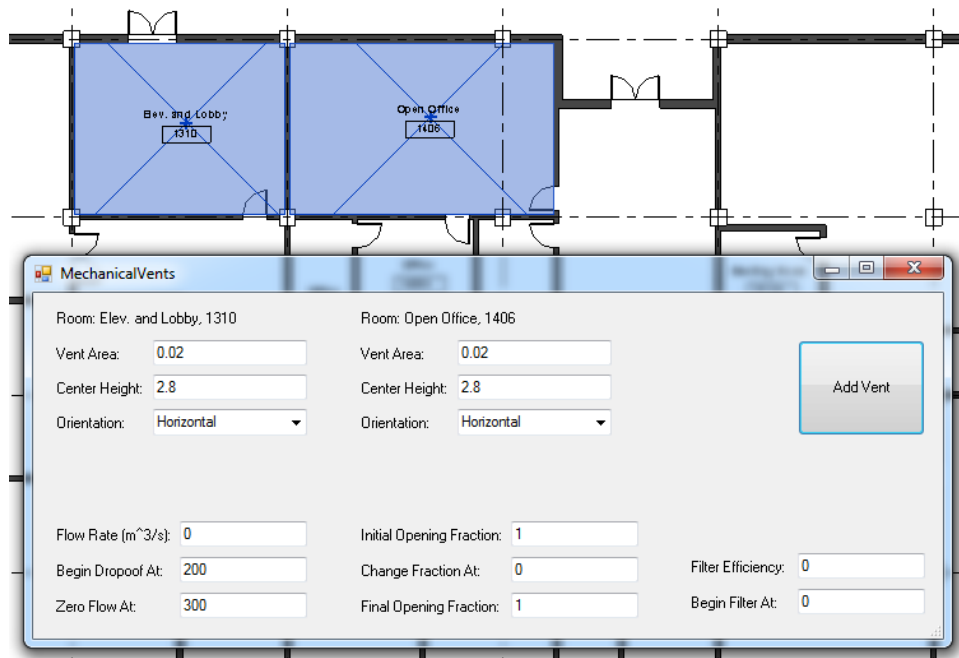 Elev. and Lobby
1310
Open Office
1406
MechanicalVents
Room: Elev. and Lobby, 1310
Room: Open Office, 1406
Vent Area: 0.02
Vent Area: 0.02
Center Height: 2.8
Center Height: 2.8
Add Vent
Orientation: Horizontal
Orientation: Horizontal
Flow Rate (m^3/s): 0
Initial Opening Fraction: 1
Begin Dropoof At: 200
Change Fraction At: 0
Filter Efficiency: 0
Zero Flow At: 300
Final Opening Fraction: 1
Begin Filter At: 0